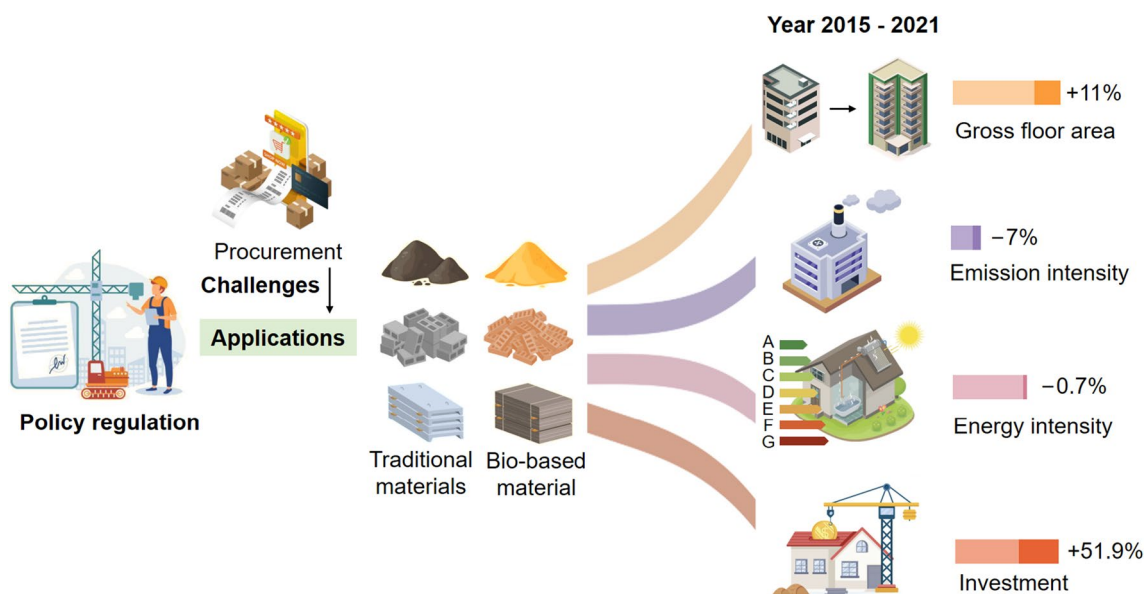 Year 2015 - 2021
+11%
Gross floor area
Procurement
Challenges
Applications
Policy regulation
Traditional
materials
Bio-based
material
−7%
Emission intensity
A
B
C
D
E
F
G
−0.7%
Energy intensity
+51.9%
Investment